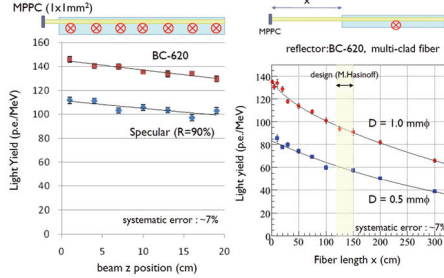 MPPC (1x1mm²)
160
140
120
100
80
60
40
20
0
Light Yield (p.e./MeV)
BC-620
Specular (R=90%)
systematic error : ~7%
0 5 10 15 20
beam z position (cm)
x
MPPC
reflector:BC-620, multi-clad fiber
design (M.Hasinoff)
140
120
100
80
60
40
20
0
Light yield (p.e./MeV)
D = 1.0 mmϕ
D = 0.5 mmϕ
systematic error : ~7%
0 50 100 150 200 250 300
Fiber length x (cm)